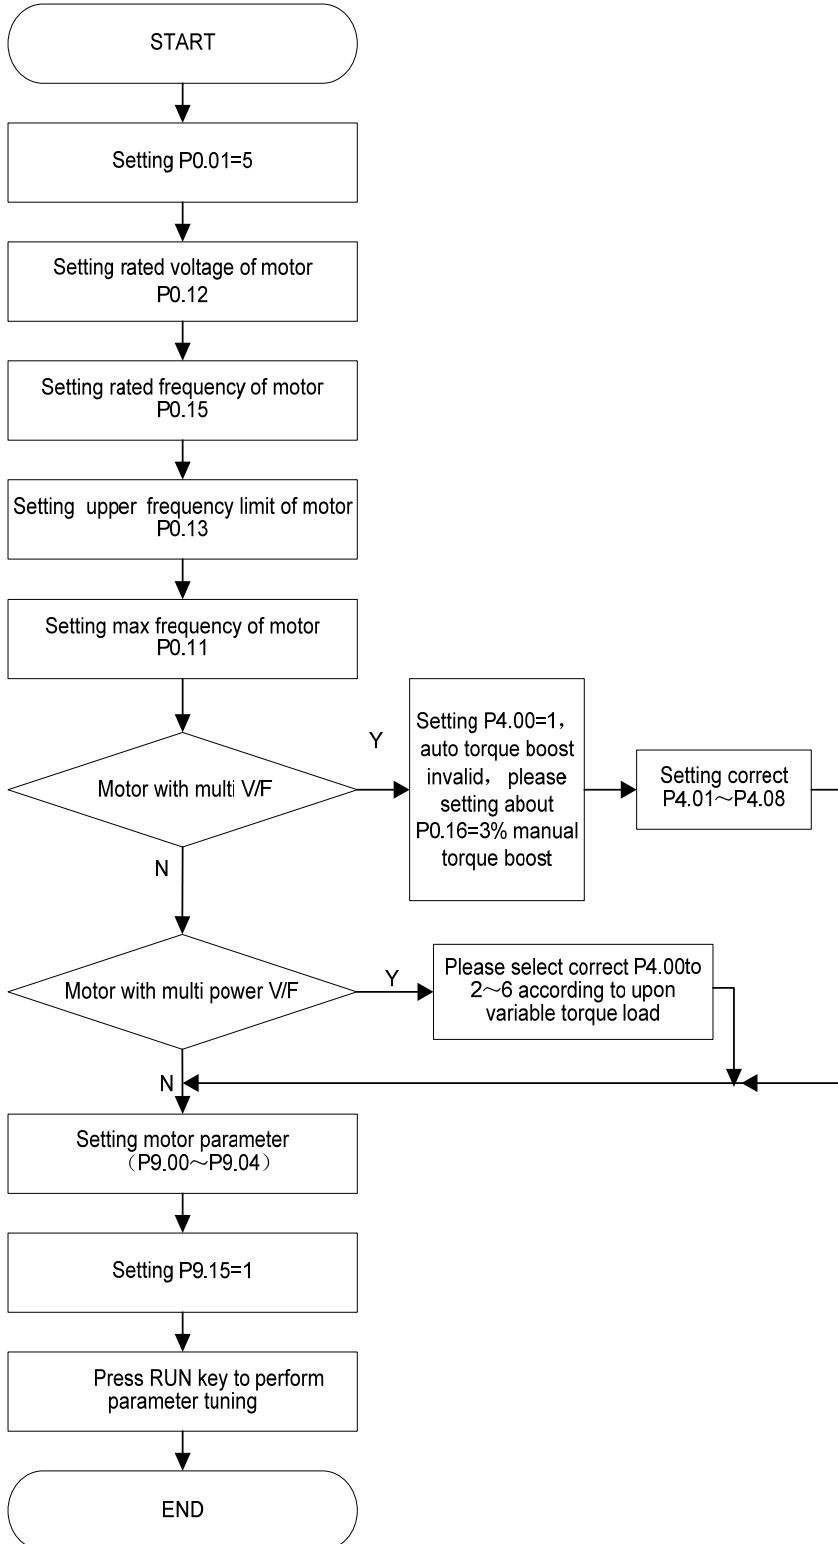 START
Setting P0.01=5
Setting rated voltage of motor
P0.12
Setting rated frequency of motor
P0.15
Setting upper frequency limit of motor
P0.13
Setting max frequency of motor
P0.11
Motor with multi V/F
Y
Setting P4.00=1，
auto torque boost
invalid， please
setting about
P0.16=3% manual
torque boost
Setting correct
P4.01～P4.08
N
Motor with multi power V/F
Y
Please select correct P4.00to
2～6 according to upon
variable torque load
N
Setting motor parameter
（P9.00～P9.04）
Setting P9.15=1
Press RUN key to perform
parameter tuning
END